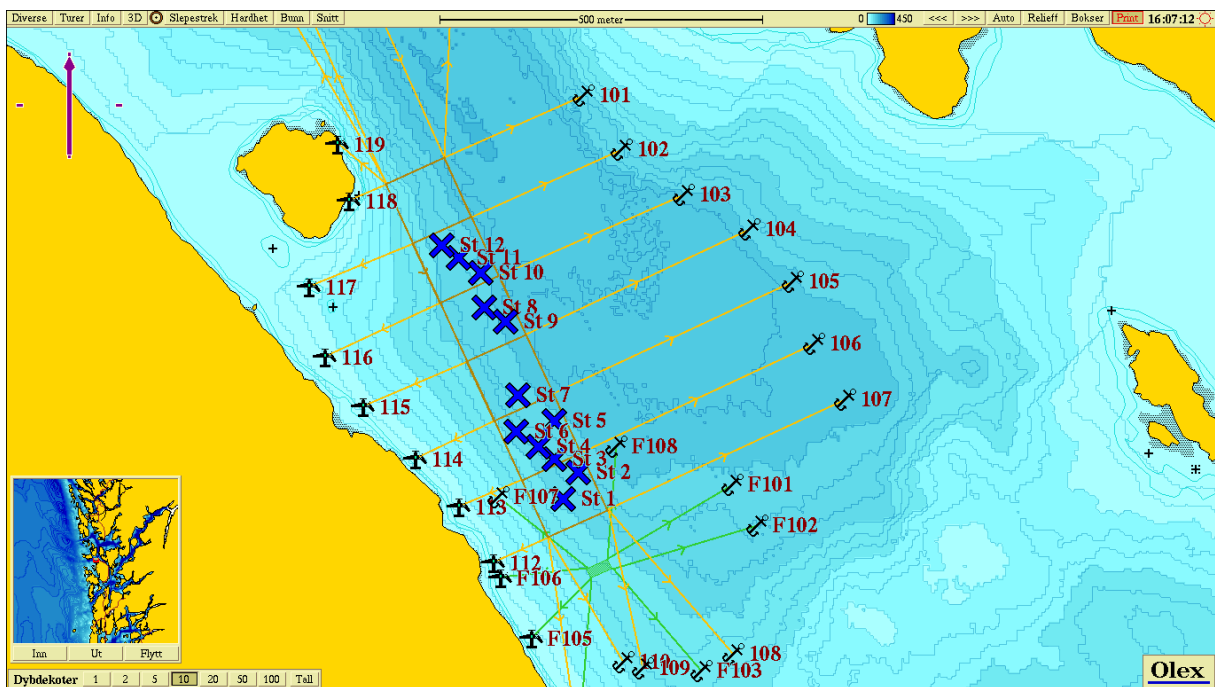 Diverse Turer Info 3D Slepestrek Hardhet Bunn Snitt 500 meter 0 450 <<< >>> Auto Relieff Bokser Print 16:07:12
101
119
102
118
103
104
St 12
St 11
St 10
105
117
St 8
St 9
106
116
St 7
107
115
St 5
St 6
F108
St 4
114
St 3
St 2
F101
F107
St 1
113
F102
112
F106
F105
108
109
F103
Inn Ut Flytt
Olex
Dybdekoter 1 2 5 10 20 50 100 Tall